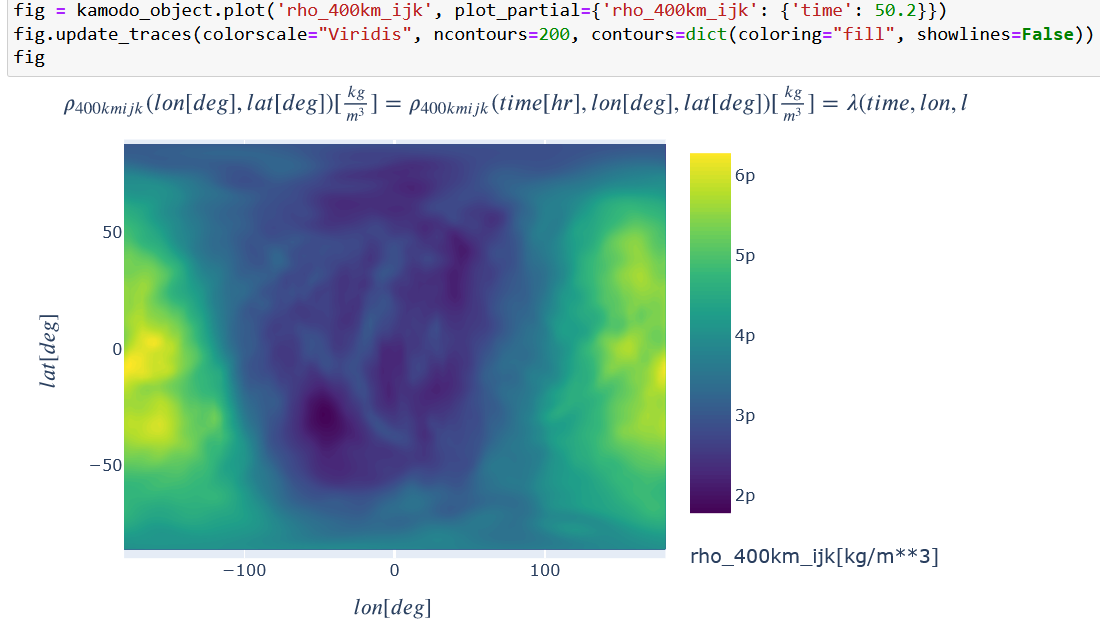 fig = kamodo_object.plot('rho_400km_ijk', plot_partial={'rho_400km_ijk': {'time': 50.2}})
fig.update_traces(colorscale="Viridis", ncontours=200, contours=dict(coloring="fill", showlines=False))
fig
ρ400kmijk(lon[deg], lat[deg])[kg/m³] = ρ400kmijk(time[hr], lon[deg], lat[deg])[kg/m³] = λ(time, lon, l
6p
50
5p
lat[deg]
0
4p
3p
−50
2p
rho_400km_ijk[kg/m**3]
−100
0
100
lon[deg]